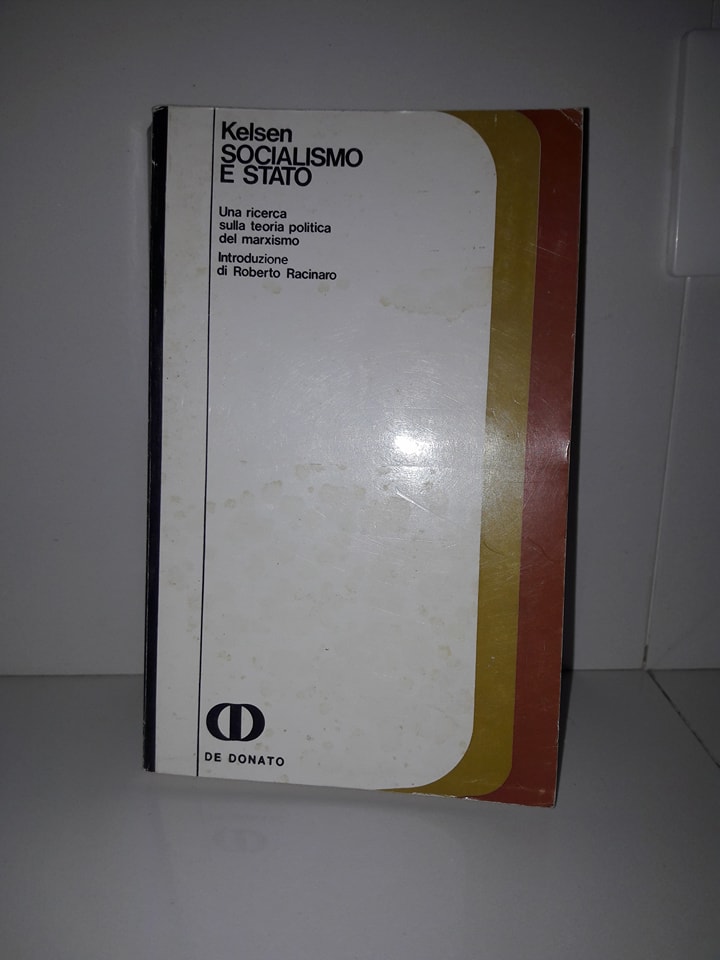 Kelsen
SOCIALISMO
E STATO
Una ricerca
sulla teoria politica
del marxismo
Introduzione
di Roberto Racinaro
DE DONATO